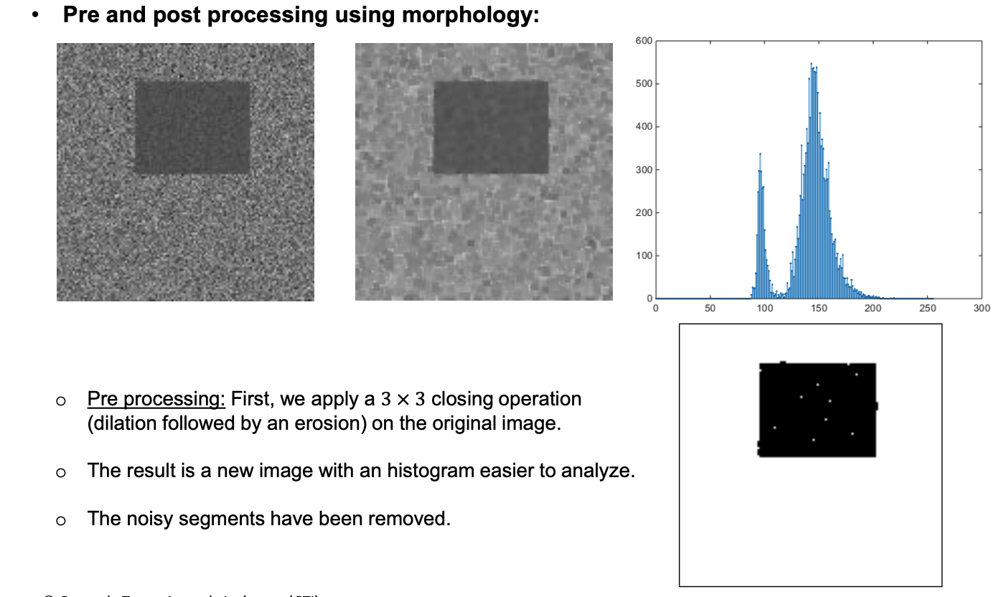 • Pre and post processing using morphology:
600
500
400
300
200
100
0
0 50 100 150 200 250 300
o Pre processing: First, we apply a 3 × 3 closing operation
(dilation followed by an erosion) on the original image.
o The result is a new image with an histogram easier to analyze.
o The noisy segments have been removed.